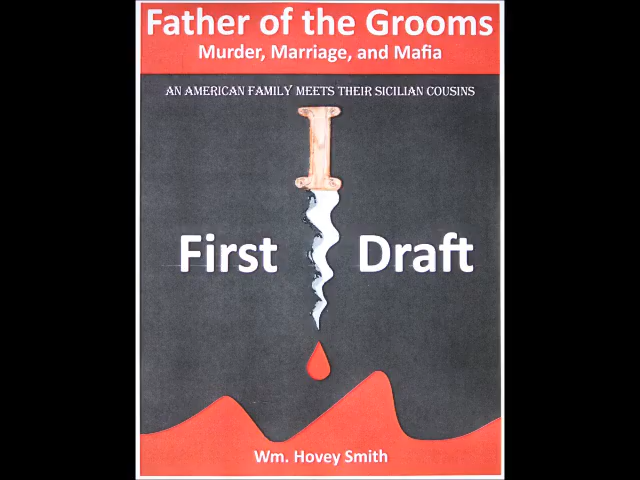 Father of the Grooms
Murder, Marriage, and Mafia
AN AMERICAN FAMILY MEETS THEIR SICILIAN COUSINS
First Draft
Wm. Hovey Smith